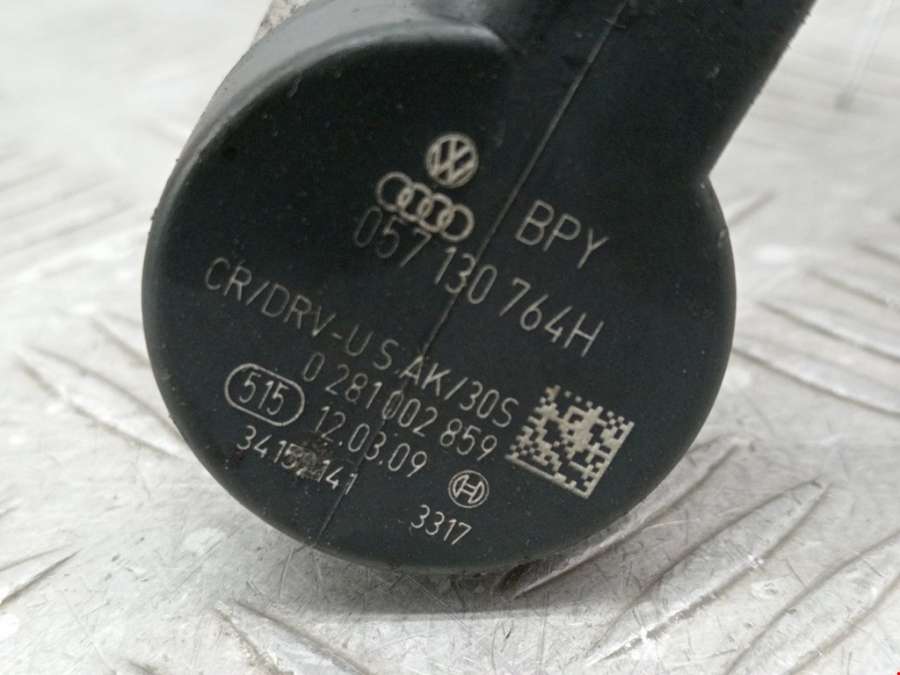 BPY
057 130 764H
CR/DRV-U S AK/30S
0 281 002 859
515 12.03.09
3317